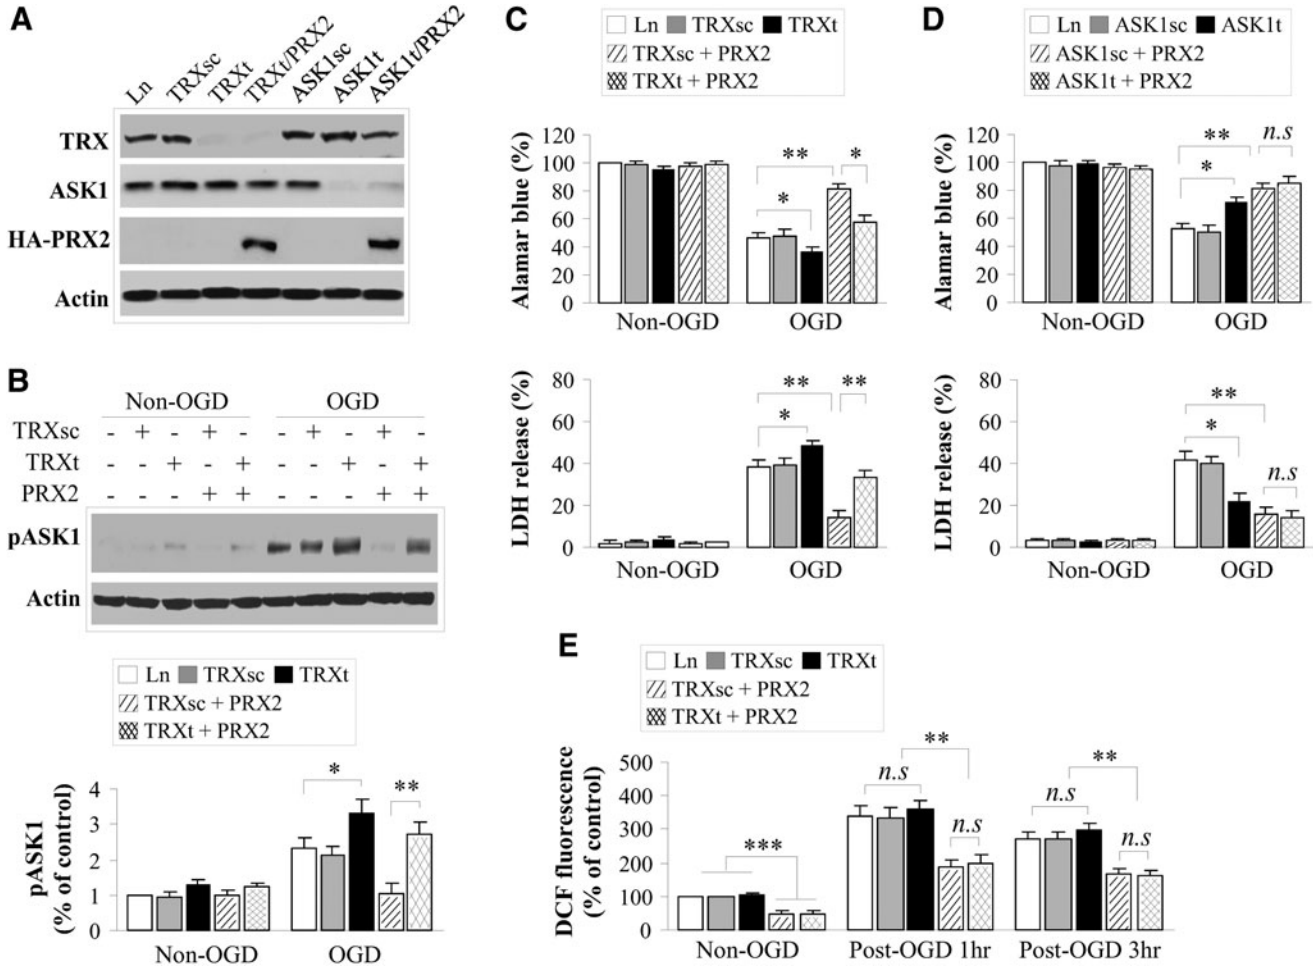 A
Ln TRXsc TRXt TRXt/PRX2 ASK1sc ASK1t ASK1t/PRX2
TRX
ASK1
HA-PRX2
Actin
B
Non-OGD OGD
TRXsc - + - + - - + - + -
TRXt - - + - + - - + - +
PRX2 - - - + + - - - + +
pASK1
Actin
Ln TRXsc TRXt
TRXsc + PRX2
TRXt + PRX2
pASK1
(% of control)
4
3
2
1
0
* **
Non-OGD OGD
C
Ln TRXsc TRXt
TRXsc + PRX2
TRXt + PRX2
Alamar blue (%)
120
100
80
60
40
20
0
** *
*
Non-OGD OGD
LDH release (%)
80
60
40
20
0
** **
*
Non-OGD OGD
D
Ln ASK1sc ASK1t
ASK1sc + PRX2
ASK1t + PRX2
Alamar blue (%)
120
100
80
60
40
20
0
** n.s
*
Non-OGD OGD
LDH release (%)
80
60
40
20
0
**
*
n.s
Non-OGD OGD
E
Ln TRXsc TRXt
TRXsc + PRX2
TRXt + PRX2
DCF fluorescence
(% of control)
500
400
300
200
100
0
***
**
n.s
n.s
**
n.s
n.s
Non-OGD Post-OGD 1hr Post-OGD 3hr